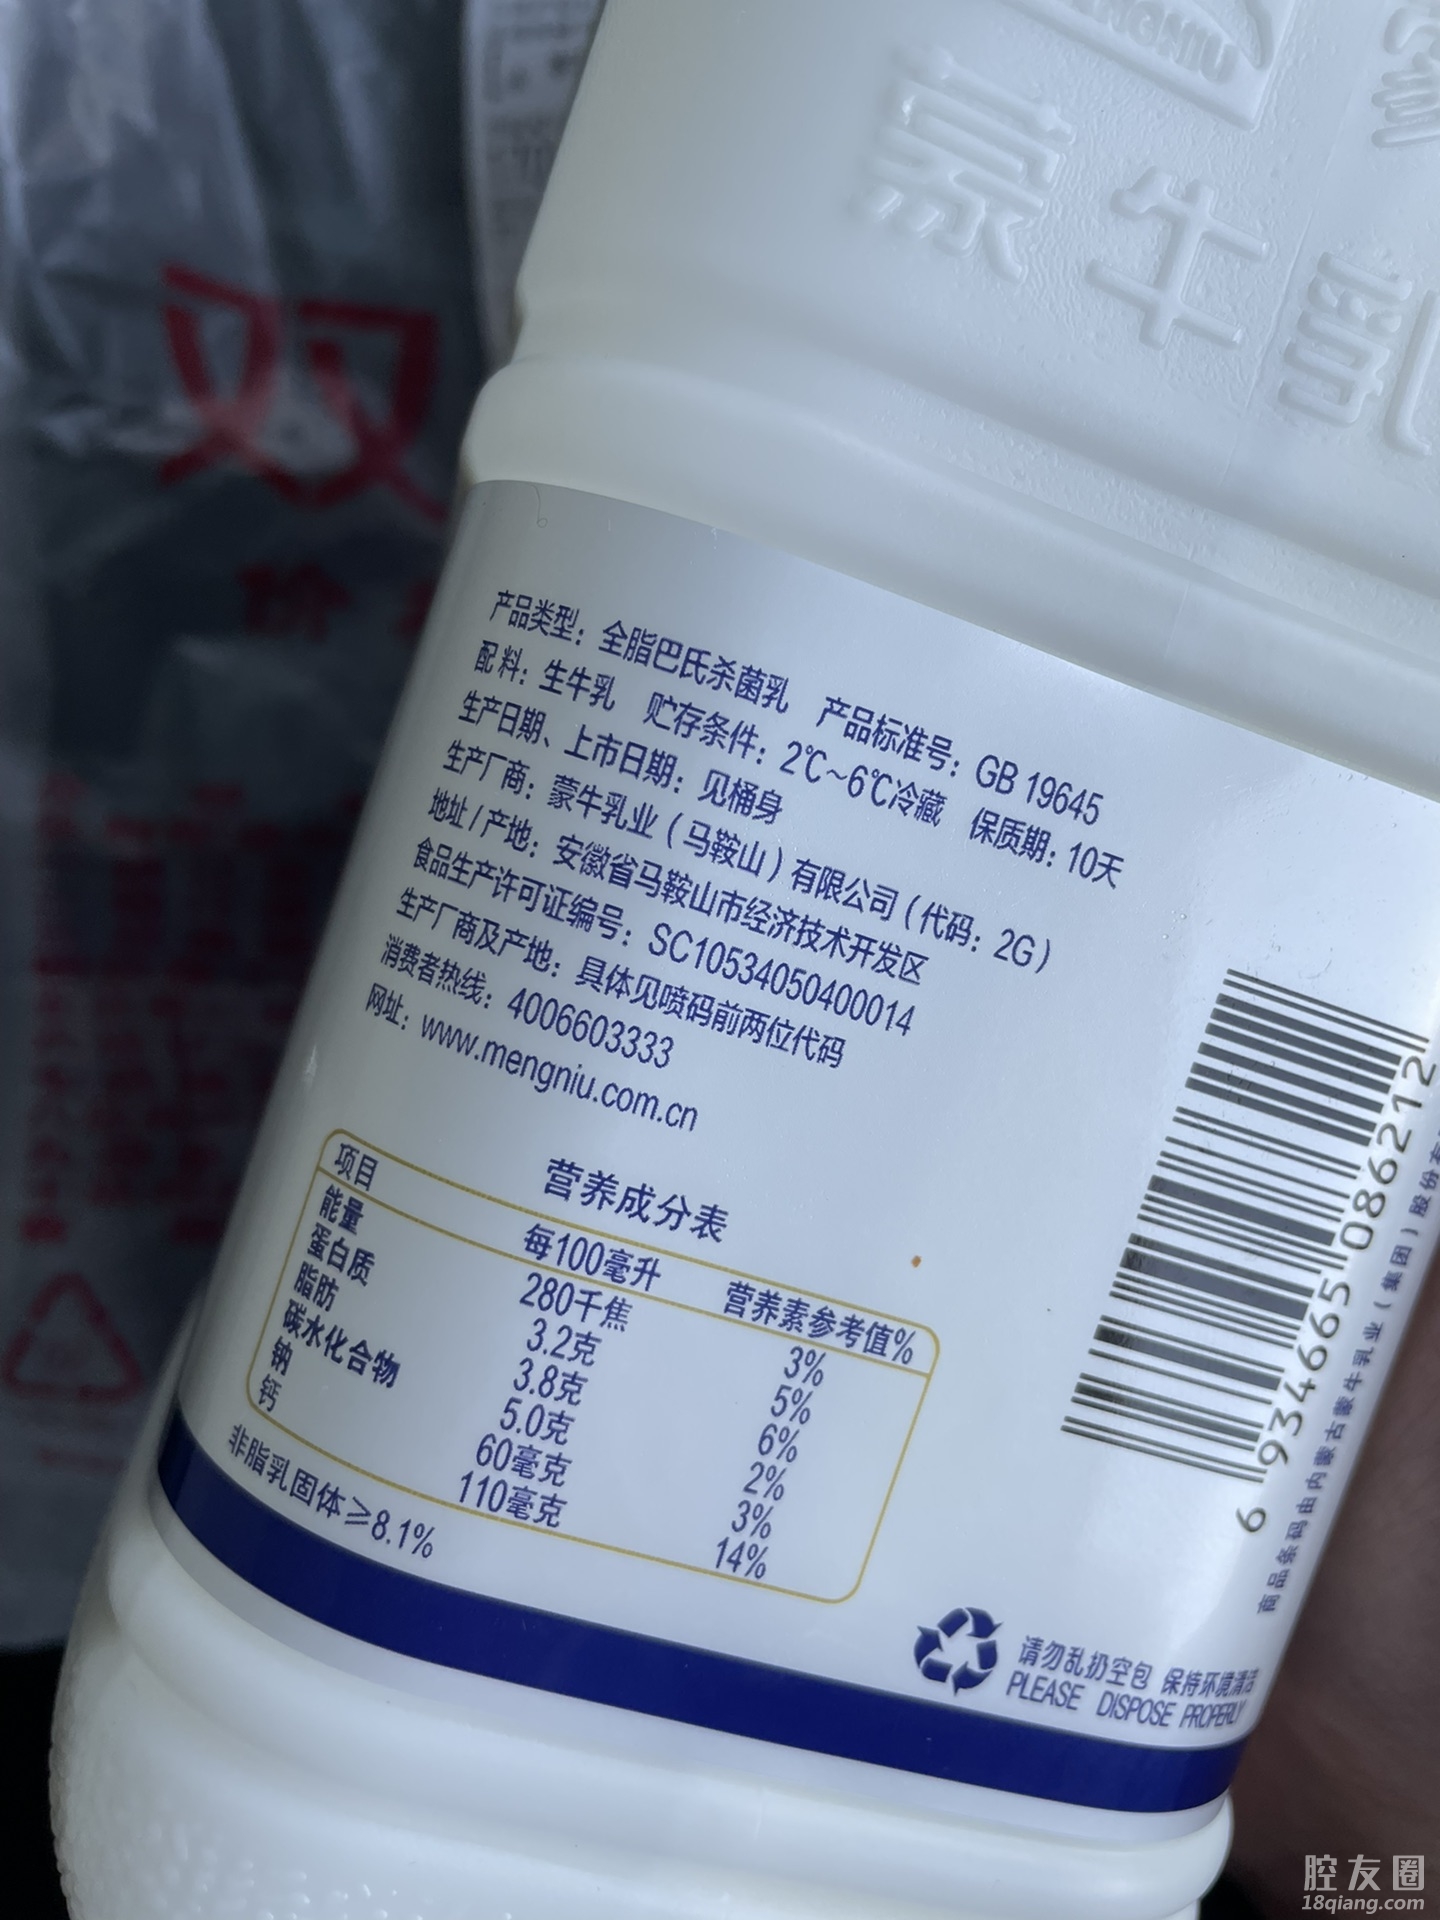 MENGNIU
蒙牛乳
双
价
产品类型：全脂巴氏杀菌乳 产品标准号：GB 19645
配料：生牛乳 贮存条件：2℃~6℃冷藏 保质期：10天
生产日期、上市日期：见桶身
生产厂商：蒙牛乳业（马鞍山）有限公司（代码：2G）
地址/产地：安徽省马鞍山市经济技术开发区
食品生产许可证编号：SC10534050400014
生产厂商及产地：具体见喷码前两位代码
消费者热线：4006603333
网址：www.mengniu.com.cn
营养成分表
项目 每100毫升 营养素参考值%
能量 280千焦 3%
蛋白质 3.2克 5%
脂肪 3.8克 6%
碳水化合物 5.0克 2%
钠 60毫克 3%
钙 110毫克 14%
非脂乳固体≥8.1%
6 934665 086212
商品条码由内蒙古蒙牛乳业（集团）股份有
请勿乱扔空包 保持环境清洁
PLEASE DISPOSE PROPERLY
腔友圈
18qiang.com